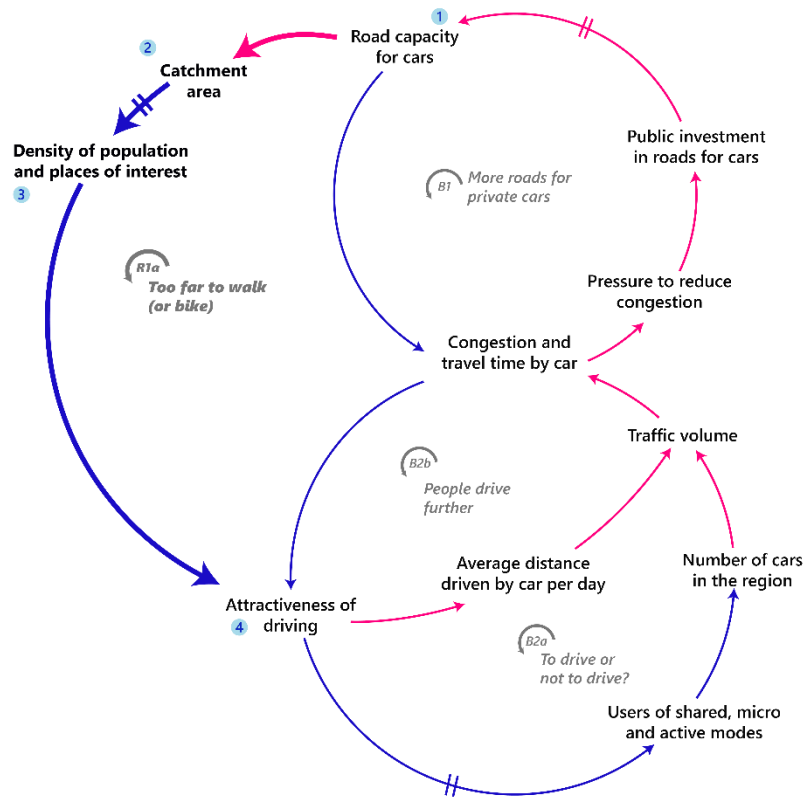 1
Road capacity
for cars
2
Catchment
area
Public investment
in roads for cars
Density of population
and places of interest
3
B1
More roads for
private cars
R1a
Too far to walk
(or bike)
Pressure to reduce
congestion
Congestion and
travel time by car
Traffic volume
B2b
People drive
further
Average distance
driven by car per day
Number of cars
in the region
Attractiveness of
driving
4
B2a
To drive or
not to drive?
Users of shared, micro
and active modes